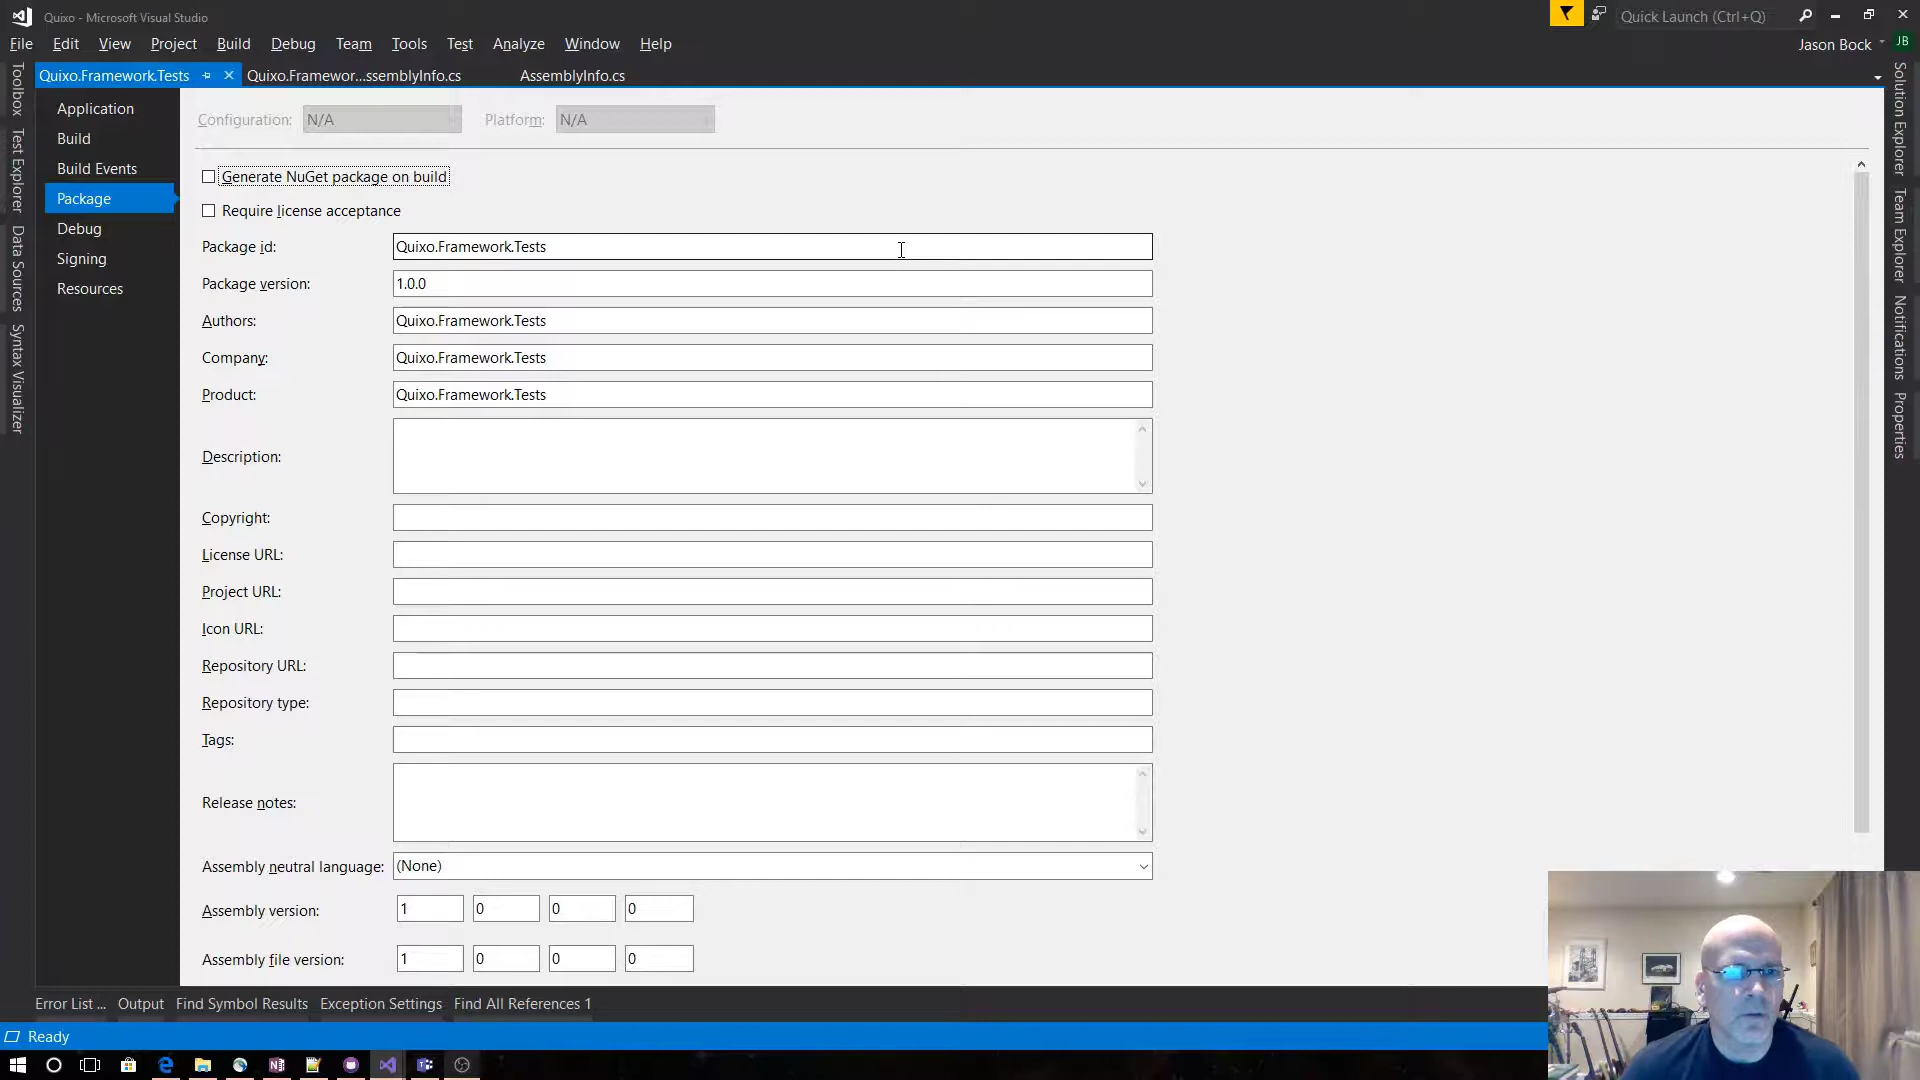 Quixo - Microsoft Visual Studio
Quick Launch (Ctrl+Q)
File Edit View Project Build Debug Team Tools Test Analyze Window Help
Jason Bock JB
Quixo.Framework.Tests
Quixo.Framewor...ssemblyInfo.cs
AssemblyInfo.cs
Toolbox
Test Explorer
Data Sources
Syntax Visualizer
Application
Build
Build Events
Package
Debug
Signing
Resources
Configuration: N/A Platform: N/A
Generate NuGet package on build
Require license acceptance
Package id: Quixo.Framework.Tests
Package version: 1.0.0
Authors: Quixo.Framework.Tests
Company: Quixo.Framework.Tests
Product: Quixo.Framework.Tests
Description:
Copyright:
License URL:
Project URL:
Icon URL:
Repository URL:
Repository type:
Tags:
Release notes:
Assembly neutral language: (None)
Assembly version: 1 0 0 0
Assembly file version: 1 0 0 0
Solution Explorer
Team Explorer
Notifications
Properties
Error List ... Output Find Symbol Results Exception Settings Find All References 1
Ready